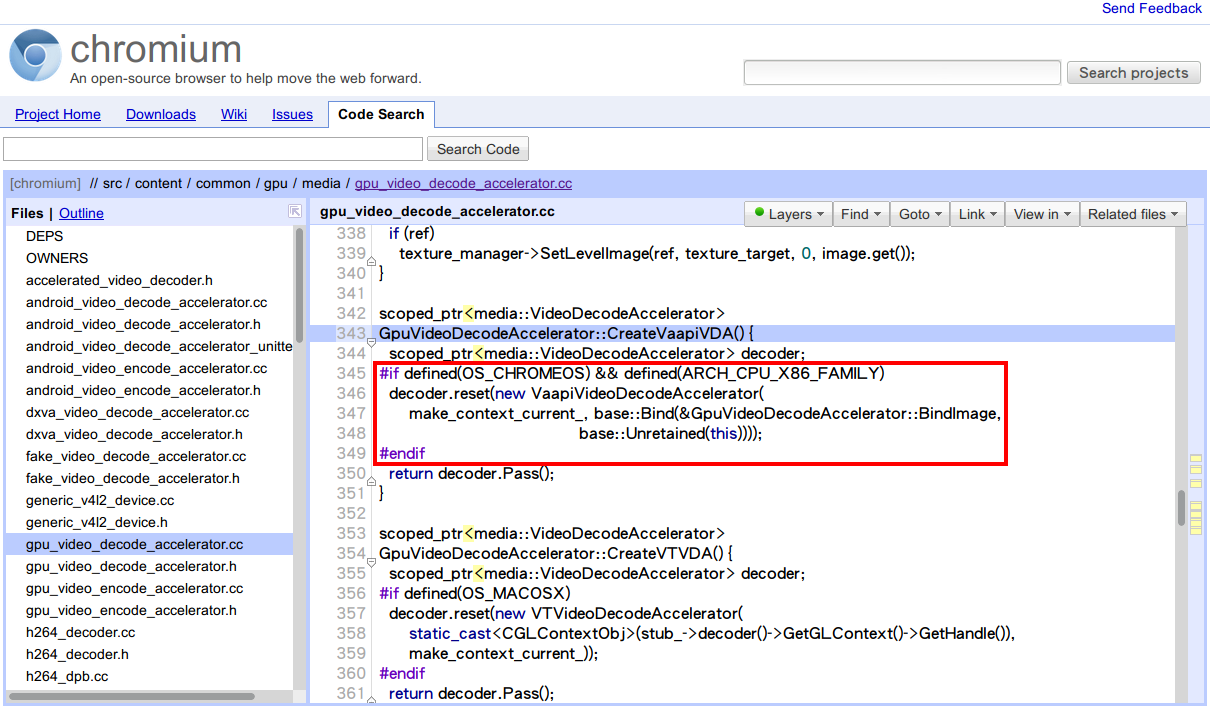 Send Feedback
chromium
An open-source browser to help move the web forward.
Search projects
Project Home Downloads Wiki Issues Code Search
Search Code
[chromium] // src / content / common / gpu / media / gpu_video_decode_accelerator.cc
Files | Outline
DEPS
OWNERS
accelerated_video_decoder.h
android_video_decode_accelerator.cc
android_video_decode_accelerator.h
android_video_decode_accelerator_unitte
android_video_encode_accelerator.cc
android_video_encode_accelerator.h
dxva_video_decode_accelerator.cc
dxva_video_decode_accelerator.h
fake_video_decode_accelerator.cc
fake_video_decode_accelerator.h
generic_v4l2_device.cc
generic_v4l2_device.h
gpu_video_decode_accelerator.cc
gpu_video_decode_accelerator.h
gpu_video_encode_accelerator.cc
gpu_video_encode_accelerator.h
h264_decoder.cc
h264_decoder.h
h264_dpb.cc
gpu_video_decode_accelerator.cc
Layers Find Goto Link View in Related files
338 if (ref)
339 texture_manager->SetLevelImage(ref, texture_target, 0, image.get());
340 }
341
342 scoped_ptr<media::VideoDecodeAccelerator>
343 GpuVideoDecodeAccelerator::CreateVaapiVDA() {
344 scoped_ptr<media::VideoDecodeAccelerator> decoder;
345 #if defined(OS_CHROMEOS) && defined(ARCH_CPU_X86_FAMILY)
346 decoder.reset(new VaapiVideoDecodeAccelerator(
347 make_context_current_, base::Bind(&GpuVideoDecodeAccelerator::BindImage,
348 base::Unretained(this))));
349 #endif
350 return decoder.Pass();
351 }
352
353 scoped_ptr<media::VideoDecodeAccelerator>
354 GpuVideoDecodeAccelerator::CreateVTVDA() {
355 scoped_ptr<media::VideoDecodeAccelerator> decoder;
356 #if defined(OS_MACOSX)
357 decoder.reset(new VTVideoDecodeAccelerator(
358 static_cast<CGLContextObj>(stub_->decoder()->GetGLContext()->GetHandle()),
359 make_context_current_));
360 #endif
361 return decoder.Pass();